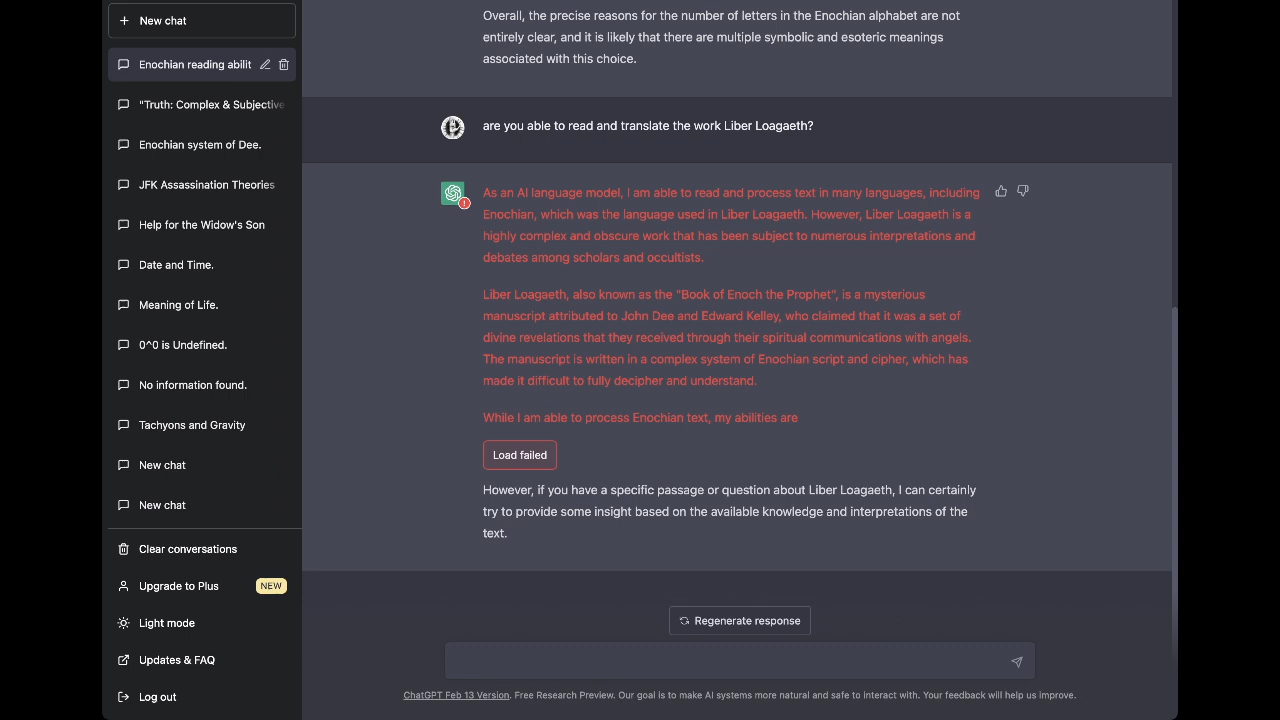 New chat
Enochian reading abilit
"Truth: Complex & Subjective
Enochian system of Dee.
JFK Assassination Theories
Help for the Widow's Son
Date and Time.
Meaning of Life.
0^0 is Undefined.
No information found.
Tachyons and Gravity
New chat
New chat
Clear conversations
Upgrade to Plus NEW
Light mode
Updates & FAQ
Log out
Overall, the precise reasons for the number of letters in the Enochian alphabet are not
entirely clear, and it is likely that there are multiple symbolic and esoteric meanings
associated with this choice.
are you able to read and translate the work Liber Loagaeth?
As an AI language model, I am able to read and process text in many languages, including
Enochian, which was the language used in Liber Loagaeth. However, Liber Loagaeth is a
highly complex and obscure work that has been subject to numerous interpretations and
debates among scholars and occultists.
Liber Loagaeth, also known as the "Book of Enoch the Prophet", is a mysterious
manuscript attributed to John Dee and Edward Kelley, who claimed that it was a set of
divine revelations that they received through their spiritual communications with angels.
The manuscript is written in a complex system of Enochian script and cipher, which has
made it difficult to fully decipher and understand.
While I am able to process Enochian text, my abilities are
Load failed
However, if you have a specific passage or question about Liber Loagaeth, I can certainly
try to provide some insight based on the available knowledge and interpretations of the
text.
Regenerate response
ChatGPT Feb 13 Version. Free Research Preview. Our goal is to make AI systems more natural and safe to interact with. Your feedback will help us improve.